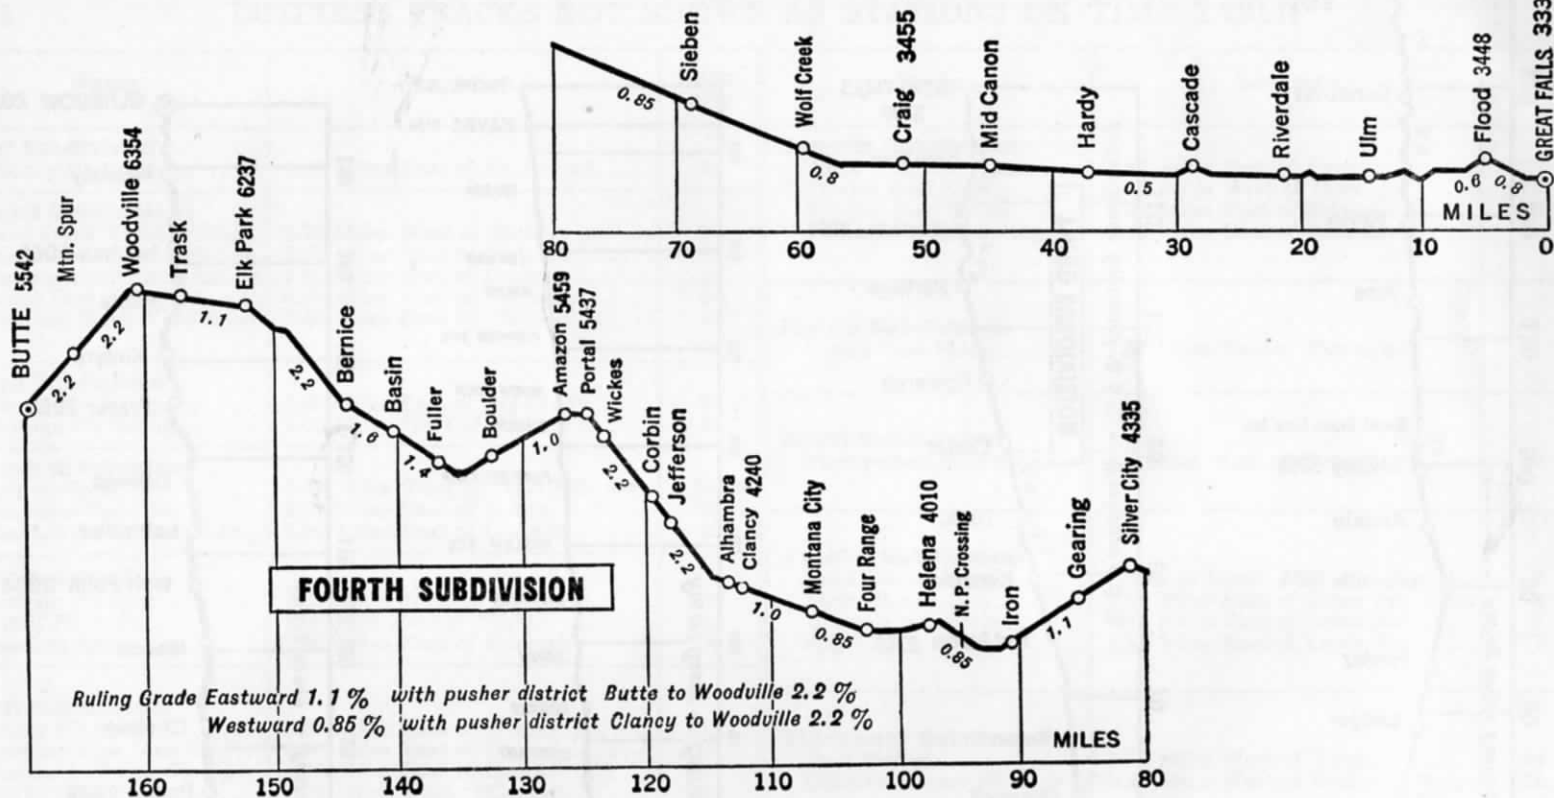 Sieben
Wolf Creek
Craig 3455
Mid Canon
Hardy
Cascade
Riverdale
Ulm
Flood 3448
GREAT FALLS 333
0.85
0.8
0.5
0.6
0.8
MILES
80 70 60 50 40 30 20 10 0
BUTTE 5542
Mtn. Spur
Woodville 6354
Trask
Elk Park 6237
Bernice
Basin
Fuller
Boulder
Amazon 5459
Portal 5437
Wickes
Corbin
Jefferson
Alhambra
Clancy 4240
Montana City
Four Range
Helena 4010
N. P. Crossing
Iron
Gearing
Silver City 4335
2.2
2.2
1.1
2.2
1.6
1.4
1.0
2.2
2.2
1.0
0.85
0.85
1.1
FOURTH SUBDIVISION
Ruling Grade Eastward 1.1 % with pusher district Butte to Woodville 2.2 %
Westward 0.85 % with pusher district Clancy to Woodville 2.2 %
MILES
160 150 140 130 120 110 100 90 80